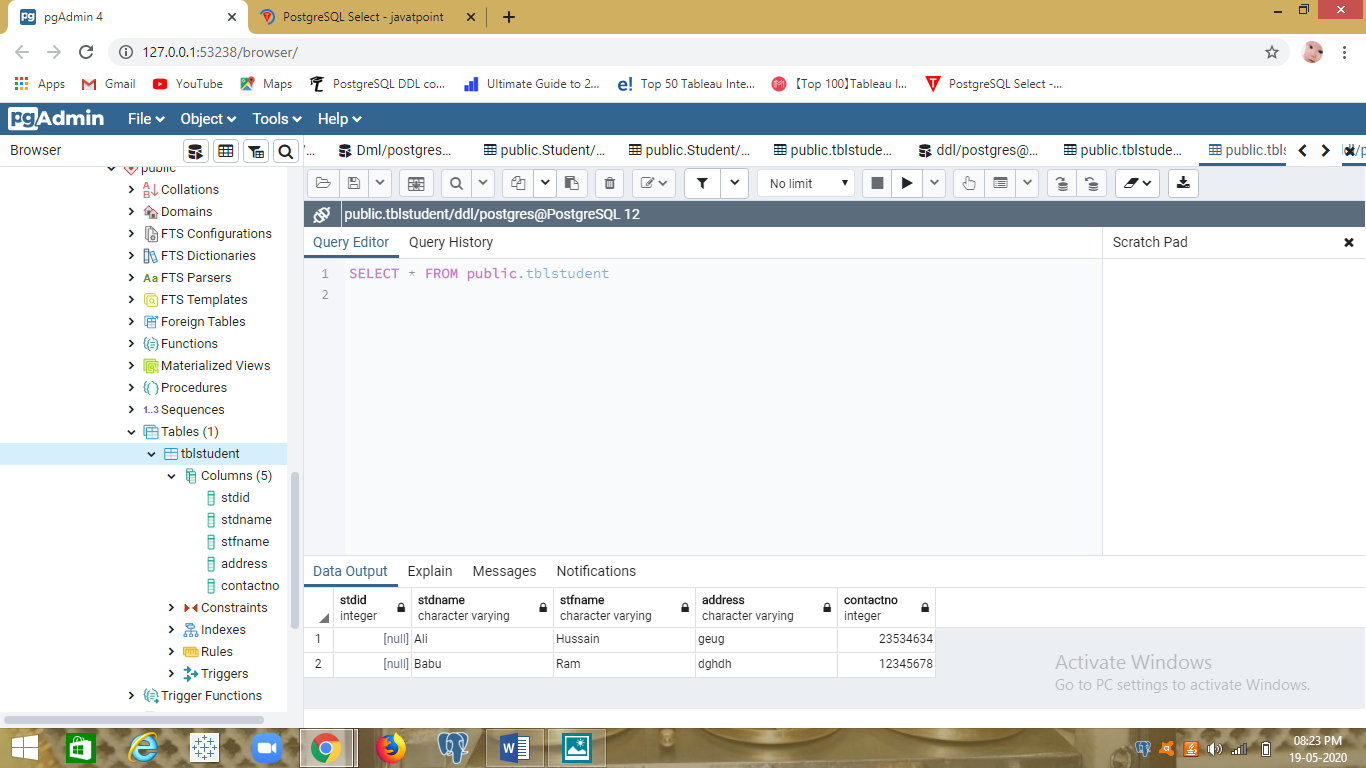 pgAdmin 4
PostgreSQL Select - javatpoint
127.0.0.1:53238/browser/
Apps
Gmail
YouTube
Maps
PostgreSQL DDL co...
Ultimate Guide to 2...
Top 50 Tableau Inte...
【Top 100】Tableau I...
PostgreSQL Select -...
pgAdmin
File
Object
Tools
Help
Browser
Dml/postgres...
public.Student/...
public.Student/...
public.tblstude...
ddl/postgres@...
public.tblstude...
public.tbls
No limit
public.tblstudent/ddl/postgres@PostgreSQL 12
Query Editor
Query History
Scratch Pad
1 SELECT * FROM public.tblstudent
2
public
Collations
Domains
FTS Configurations
FTS Dictionaries
FTS Parsers
FTS Templates
Foreign Tables
Functions
Materialized Views
Procedures
1..3 Sequences
Tables (1)
tblstudent
Columns (5)
stdid
stdname
stfname
address
contactno
Constraints
Indexes
Rules
Triggers
Trigger Functions
Data Output
Explain
Messages
Notifications
stdid integer
stdname character varying
stfname character varying
address character varying
contactno integer
1 [null] Ali Hussain geug 23534634
2 [null] Babu Ram dghdh 12345678
Activate Windows
Go to PC settings to activate Windows.
08:23 PM
19-05-2020